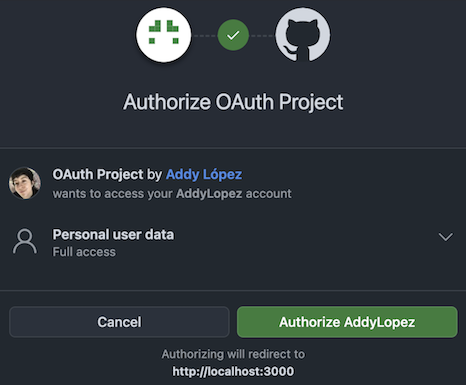 Authorize OAuth Project
OAuth Project by Addy López
wants to access your AddyLopez account
Personal user data
Full access
Cancel
Authorize AddyLopez
Authorizing will redirect to
http://localhost:3000